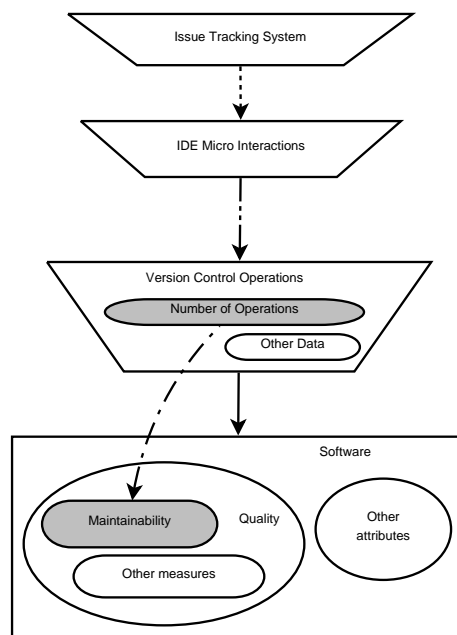 Issue Tracking System
IDE Micro Interactions
Version Control Operations
Number of Operations
Other Data
Software
Maintainability
Quality
Other
attributes
Other measures